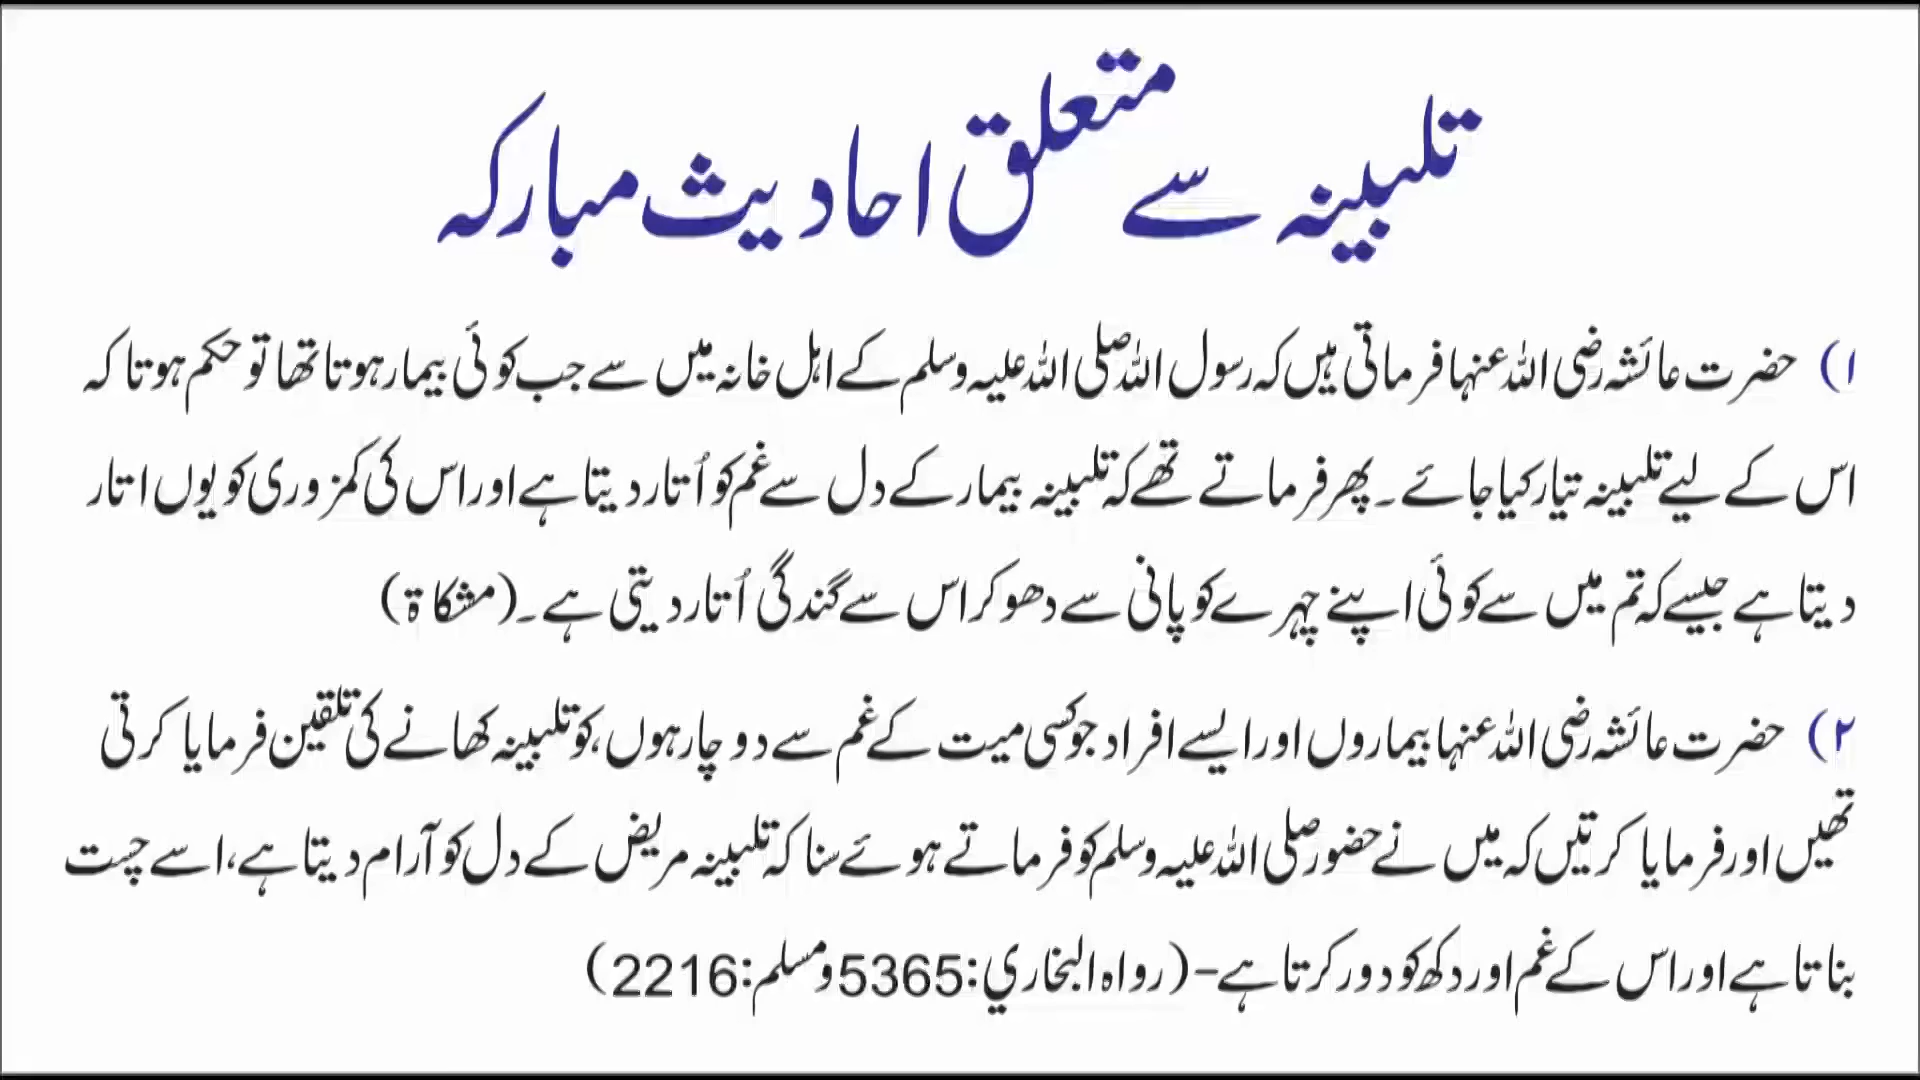 تلبینہ سے متعلق احادیث مبارکہ
۱) حضرت عائشہ رضی اللہ عنہا فرماتی ہیں کہ رسول اللہ صلی اللہ علیہ وسلم کے اہل خانہ میں سے جب کوئی بیمار ہوتا تھا تو حکم ہوتا کہ
اس کے لیے تلبینہ تیار کیا جائے۔ پھر فرماتے تھے کہ تلبینہ بیمار کے دل سے غم کو اُتار دیتا ہے اور اس کی کمزوری کو یوں اتار
دیتا ہے جیسے کہ تم میں سے کوئی اپنے چہرے کو پانی سے دھو کر اس سے گندگی اُتار دیتی ہے۔ (مشکاۃ)
۲) حضرت عائشہ رضی اللہ عنہا بیماروں اور ایسے افراد جو کسی میت کے غم سے دو چار ہوں، کو تلبینہ کھانے کی تلقین فرمایا کرتی
تھیں اور فرمایا کرتیں کہ میں نے حضور صلی اللہ علیہ وسلم کو فرماتے ہوئے سنا کہ تلبینہ مریض کے دل کو آرام دیتا ہے، اسے چست
بناتا ہے اور اس کے غم اور دکھ کو دور کرتا ہے- (رواہ البخاري: 5365 و مسلم: 2216)